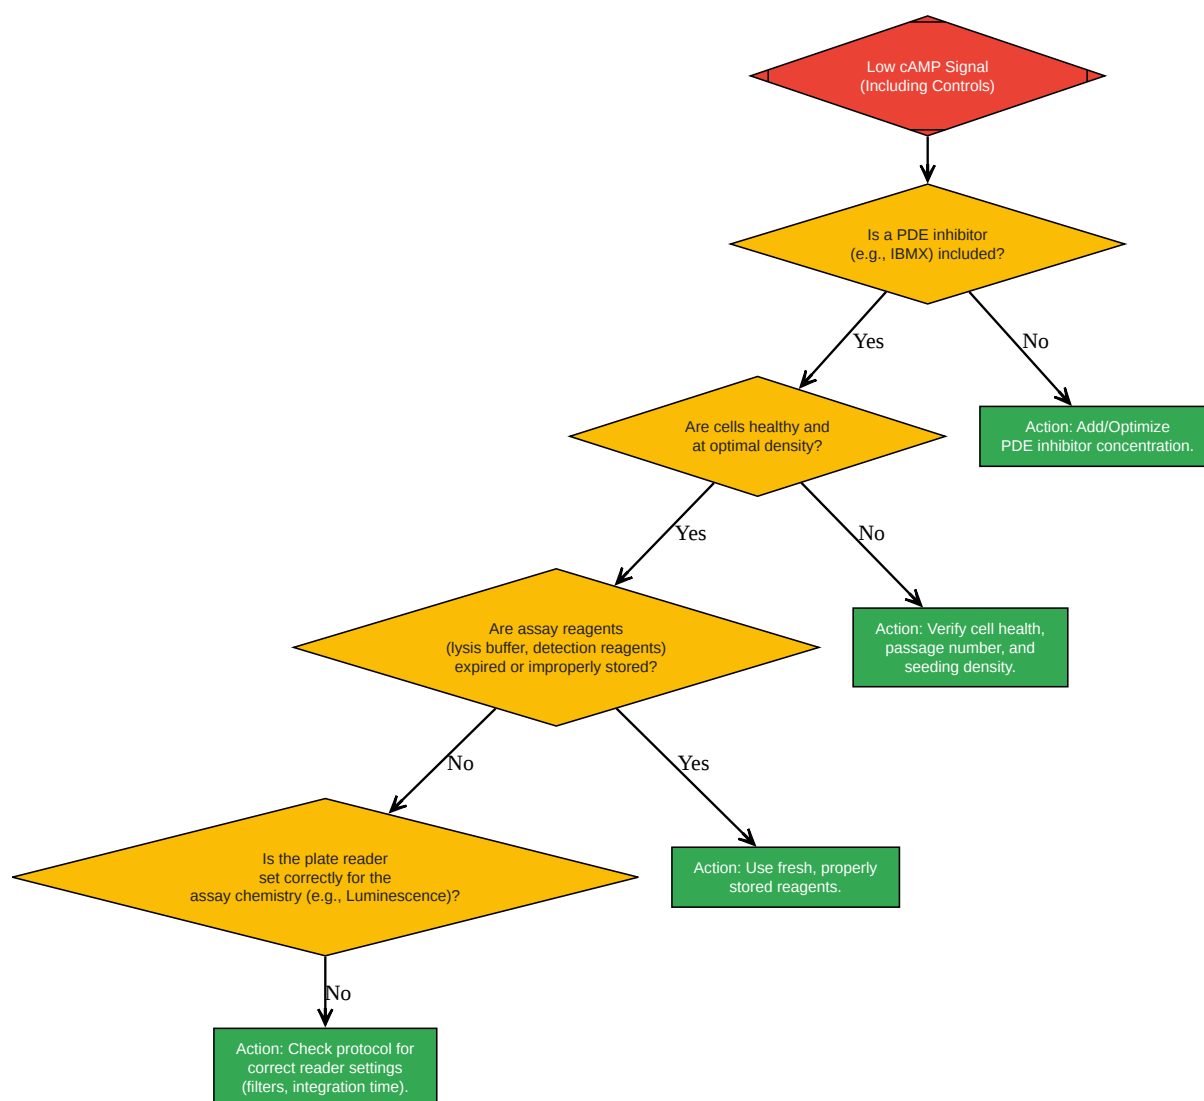 Low cAMP Signal
(Including Controls)
Is a PDE inhibitor
(e.g., IBMX) included?
Yes
No
Are cells healthy and
at optimal density?
Action: Add/Optimize
PDE inhibitor concentration.
Yes
No
Are assay reagents
(lysis buffer, detection reagents)
expired or improperly stored?
Action: Verify cell health,
passage number, and
seeding density.
No
Yes
Is the plate reader
set correctly for the
assay chemistry (e.g., Luminescence)?
Action: Use fresh, properly
stored reagents.
No
Action: Check protocol for
correct reader settings
(filters, integration time).